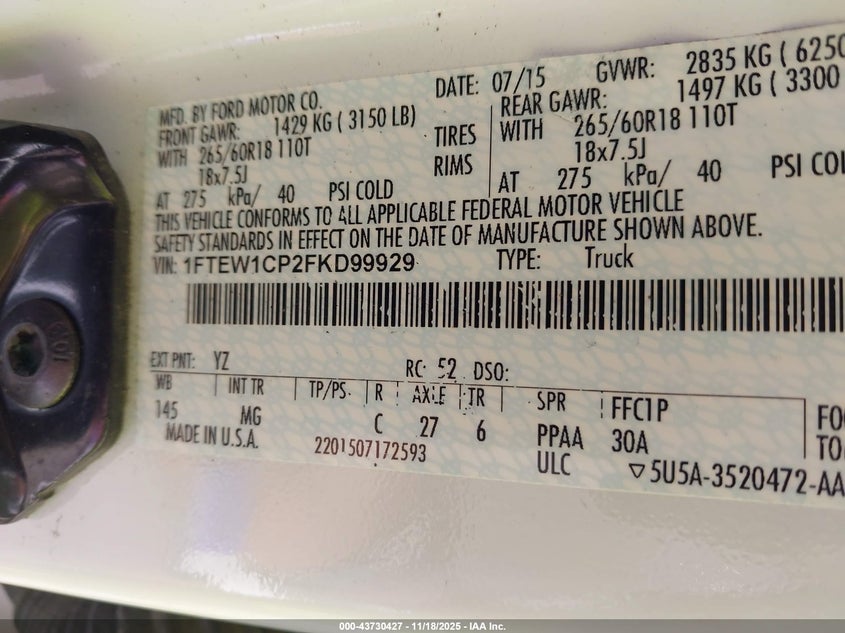 MFD. BY FORD MOTOR CO.
DATE: 07/15 GVWR: 2835 KG ( 6250
FRONT GAWR: 1429 KG ( 3150 LB)
REAR GAWR: 1497 KG ( 3300
WITH 265/60R18 110T TIRES WITH 265/60R18 110T
18x7.5J RIMS 18x7.5J
AT 275 kPa/ 40 PSI COLD AT 275 kPa/ 40 PSI COL
THIS VEHICLE CONFORMS TO ALL APPLICABLE FEDERAL MOTOR VEHICLE
SAFETY STANDARDS IN EFFECT ON THE DATE OF MANUFACTURE SHOWN ABOVE.
VIN: 1FTEW1CP2FKD99929 TYPE: Truck
EXT PNT: YZ RC: 52 DSO:
WB INT TR TP/PS R AXLE TR SPR FFC1P
145 MG C 27 6 PPAA 30A
MADE IN U.S.A. 2201507172593 ULC ▽5U5A-3520472-AA
FO
TO
000-43730427 - 11/18/2025 - IAA Inc.